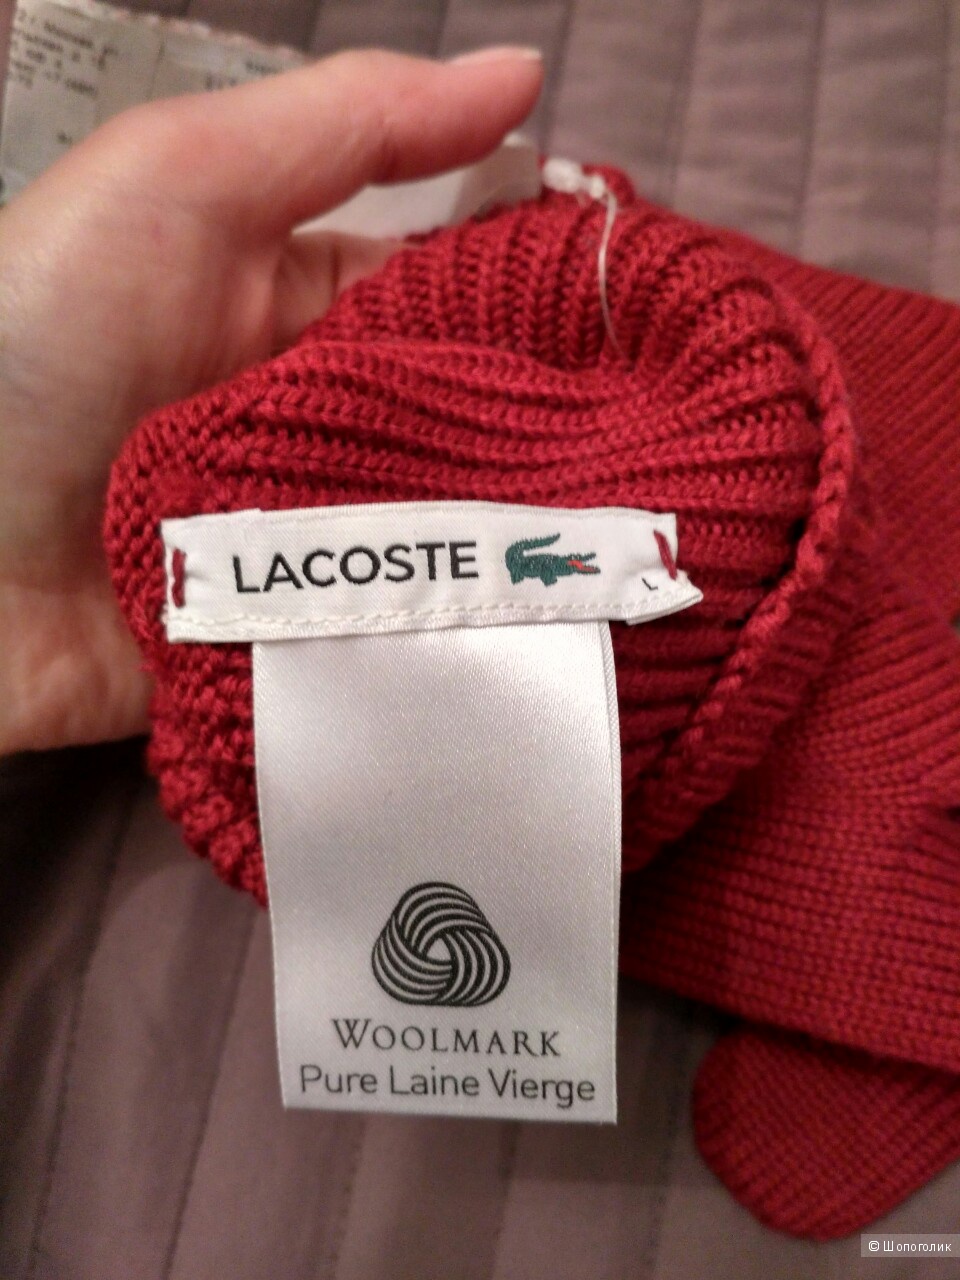 LACOSTE
L
WOOLMARK
Pure Laine Vierge
© Шопоголик